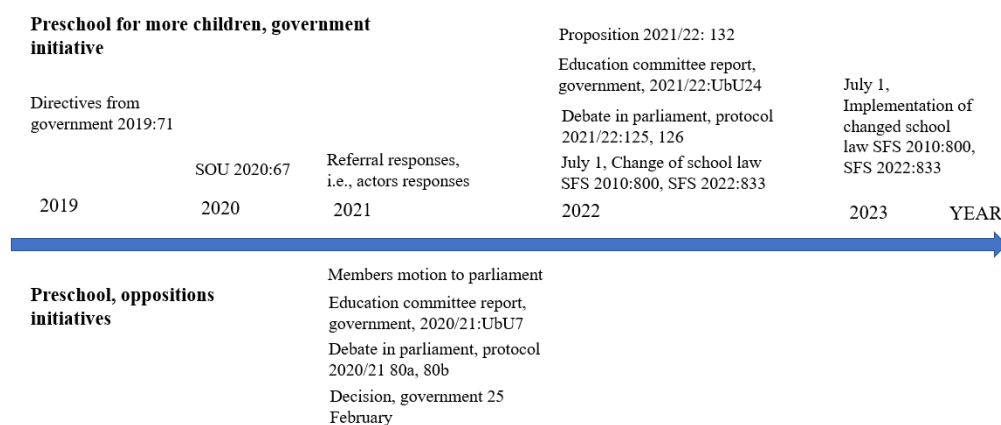 Preschool for more children, government
initiative
Directives from
government 2019:71
SOU 2020:67
Referral responses,
i.e., actors responses
Proposition 2021/22: 132
Education committee report,
government, 2021/22:UbU24
Debate in parliament, protocol
2021/22:125, 126
July 1, Change of school law
SFS 2010:800, SFS 2022:833
July 1,
Implementation of
changed school
law SFS 2010:800,
SFS 2022:833
2019
2020
2021
2022
2023
YEAR
Preschool, oppositions
initiatives
Members motion to parliament
Education committee report,
government, 2020/21:UbU7
Debate in parliament, protocol
2020/21 80a, 80b
Decision, government 25
February